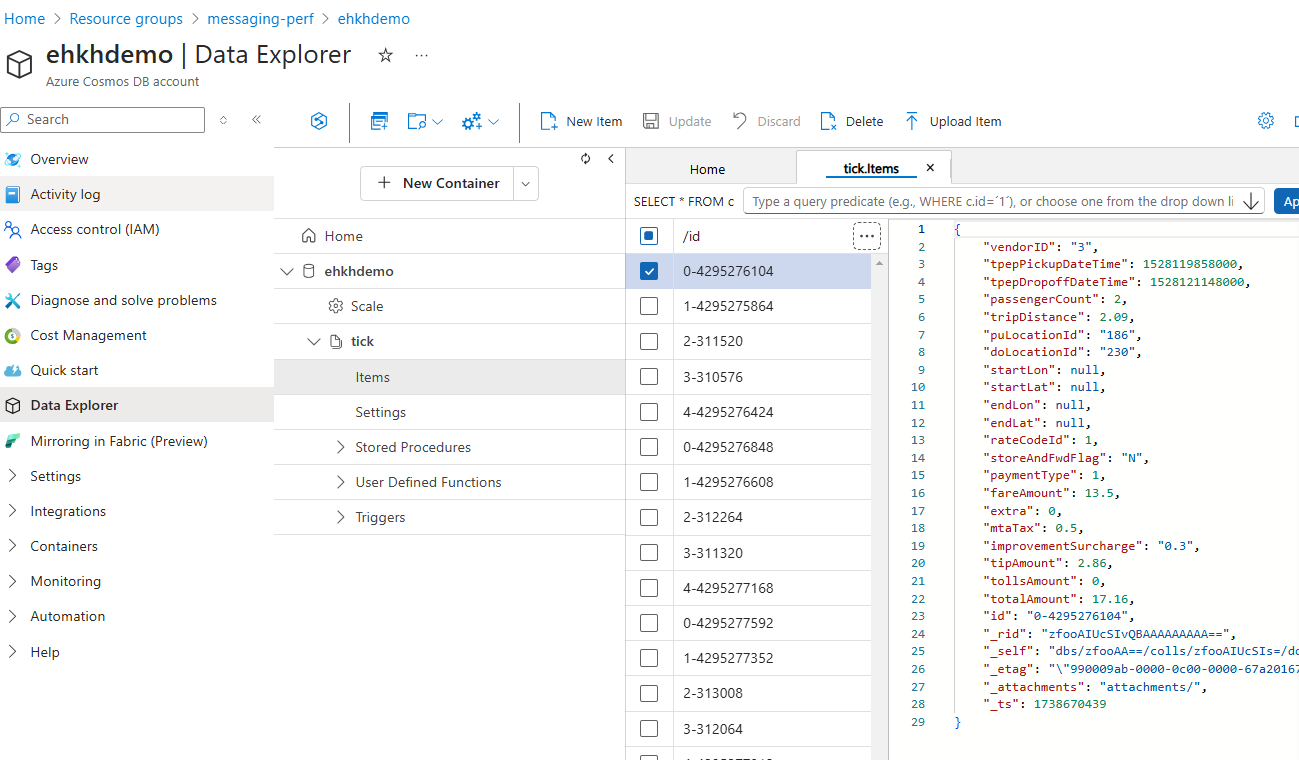 Home > Resource groups > messaging-perf > ehkhdemo
ehkhdemo | Data Explorer
Azure Cosmos DB account
Search
Overview
Activity log
Access control (IAM)
Tags
Diagnose and solve problems
Cost Management
Quick start
Data Explorer
Mirroring in Fabric (Preview)
Settings
Integrations
Containers
Monitoring
Automation
Help
New Item
Update
Discard
Delete
Upload Item
New Container
Home
ehkhdemo
Scale
tick
Items
Settings
Stored Procedures
User Defined Functions
Triggers
Home
tick.Items
SELECT * FROM c
Type a query predicate (e.g., WHERE c.id=´1´), or choose one from the drop down li
Ap
/id
0-4295276104
1-4295275864
2-311520
3-310576
4-4295276424
0-4295276848
1-4295276608
2-312264
3-311320
4-4295277168
0-4295277592
1-4295277352
2-313008
3-312064
1 {
2 "vendorID": "3",
3 "tpepPickupDateTime": 1528119858000,
4 "tpepDropoffDateTime": 1528121148000,
5 "passengerCount": 2,
6 "tripDistance": 2.09,
7 "puLocationId": "186",
8 "doLocationId": "230",
9 "startLon": null,
10 "startLat": null,
11 "endLon": null,
12 "endLat": null,
13 "rateCodeId": 1,
14 "storeAndFwdFlag": "N",
15 "paymentType": 1,
16 "fareAmount": 13.5,
17 "extra": 0,
18 "mtaTax": 0.5,
19 "improvementSurcharge": "0.3",
20 "tipAmount": 2.86,
21 "tollsAmount": 0,
22 "totalAmount": 17.16,
23 "id": "0-4295276104",
24 "_rid": "zfooAIUcSIvQBAAAAAAAAA==",
25 "_self": "dbs/zfooAA==/colls/zfooAIUcSIs=/do
26 "_etag": "\"990009ab-0000-0c00-0000-67a20167
27 "_attachments": "attachments/",
28 "_ts": 1738670439
29 }